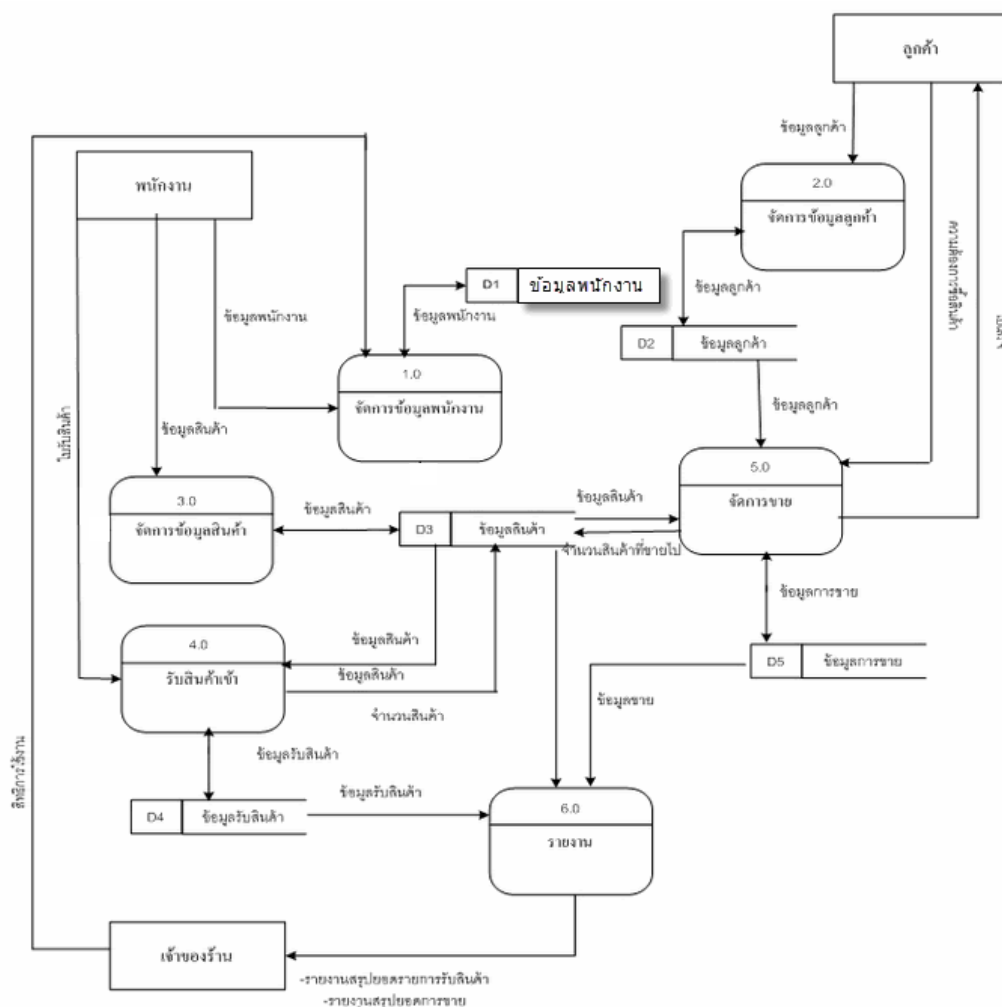 ลูกค้า
ข้อมูลลูกค้า
พนักงาน
2.0
จัดการข้อมูลลูกค้า
ความต้องการซื้อสินค้า
D1 ข้อมูลพนักงาน
ข้อมูลลูกค้า
ข้อมูลพนักงาน
ข้อมูลพนักงาน
D2 ข้อมูลลูกค้า
1.0
จัดการข้อมูลพนักงาน
ข้อมูลลูกค้า
ใบรับสินค้า
ข้อมูลสินค้า
5.0
จัดการขาย
3.0
จัดการข้อมูลสินค้า
ข้อมูลสินค้า
D3 ข้อมูลสินค้า
ข้อมูลสินค้า
จำนวนสินค้าที่ขายไป
ข้อมูลการขาย
4.0
รับสินค้าเข้า
ข้อมูลสินค้า
ข้อมูลสินค้า
จำนวนสินค้า
D5 ข้อมูลการขาย
ข้อมูลขาย
ข้อมูลรับสินค้า
สิทธิการใช้งาน
D4 ข้อมูลรับสินค้า
ข้อมูลรับสินค้า
6.0
รายงาน
เจ้าของร้าน
-รายงานสรุปยอดรายการรับสินค้า
-รายงานสรุปยอดการขาย